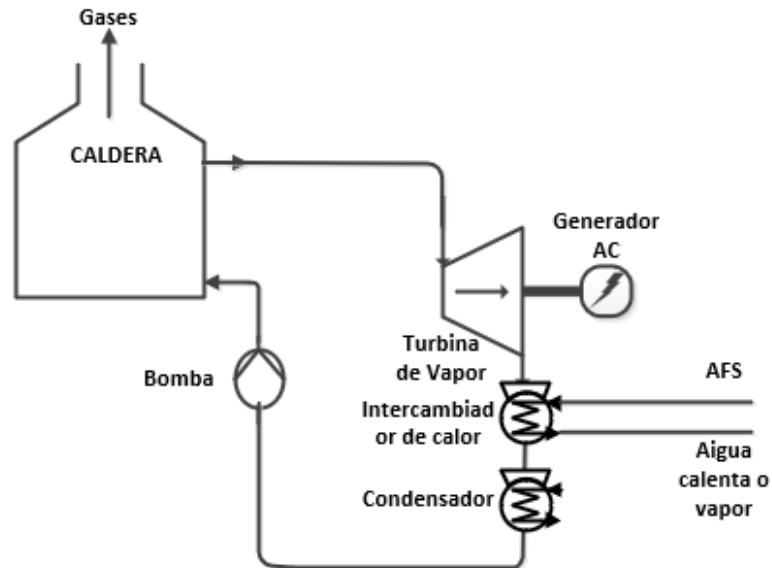 Gases
CALDERA
Generador
AC
Turbina
de Vapor
Bomba
AFS
Intercambiad
or de calor
Aigua
calenta o
vapor
Condensador